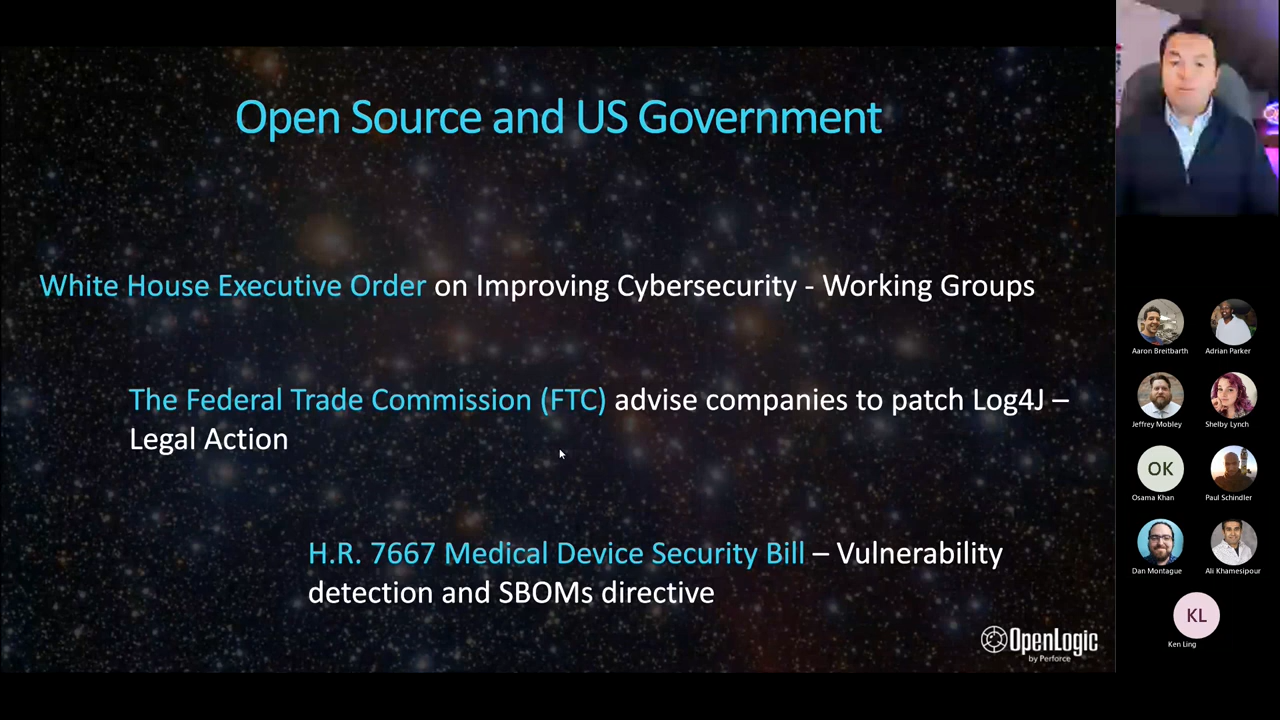 Open Source and US Government
White House Executive Order on Improving Cybersecurity - Working Groups
The Federal Trade Commission (FTC) advise companies to patch Log4J –
Legal Action
H.R. 7667 Medical Device Security Bill – Vulnerability
detection and SBOMs directive
OpenLogic
by Perforce
Aaron Breitbarth
Adrian Parker
Jeffrey Mobley
Shelby Lynch
OK
Osama Khan
Paul Schindler
Dan Montague
Ali Khamesipour
KL
Ken Ling